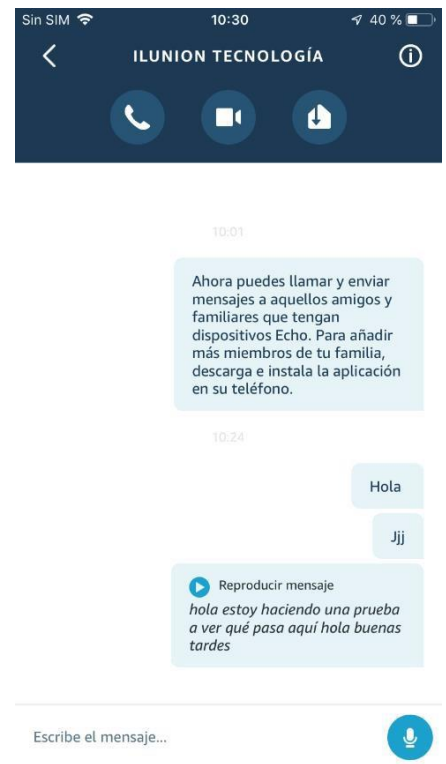 Sin SIM 10:30 40 %
ILUNION TECNOLOGÍA
10:01
Ahora puedes llamar y enviar
mensajes a aquellos amigos y
familiares que tengan
dispositivos Echo. Para añadir
más miembros de tu familia,
descarga e instala la aplicación
en su teléfono.
10:24
Hola
Jjj
Reproducir mensaje
hola estoy haciendo una prueba
a ver qué pasa aquí hola buenas
tardes
Escribe el mensaje...